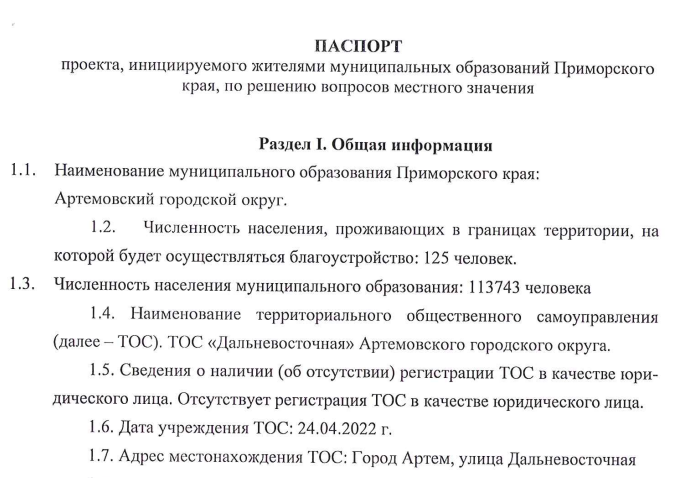 ПАСПОРТ
проекта, инициируемого жителями муниципальных образований Приморского
края, по решению вопросов местного значения
Раздел I. Общая информация
1.1. Наименование муниципального образования Приморского края:
Артемовский городской округ.
1.2. Численность населения, проживающих в границах территории, на
которой будет осуществляться благоустройство: 125 человек.
1.3. Численность населения муниципального образования: 113743 человека
1.4. Наименование территориального общественного самоуправления
(далее – ТОС). ТОС «Дальневосточная» Артемовского городского округа.
1.5. Сведения о наличии (об отсутствии) регистрации ТОС в качестве юри-
дического лица. Отсутствует регистрация ТОС в качестве юридического лица.
1.6. Дата учреждения ТОС: 24.04.2022 г.
1.7. Адрес местонахождения ТОС: Город Артем, улица Дальневосточная